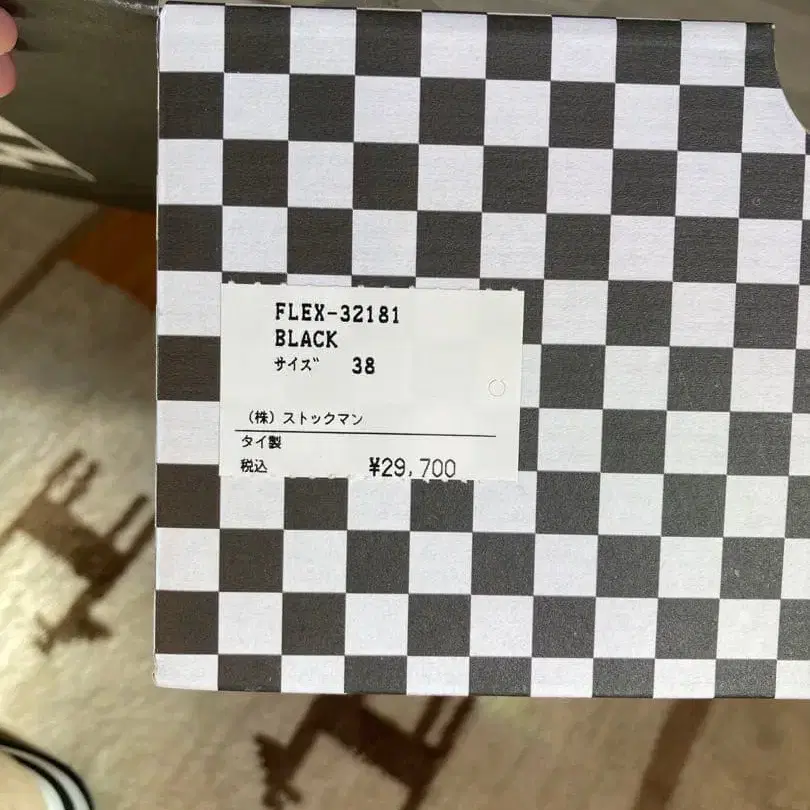 FLEX-32181
BLACK
サイズ 38
(株)ストックマン
タイ製
税込 ¥29,700